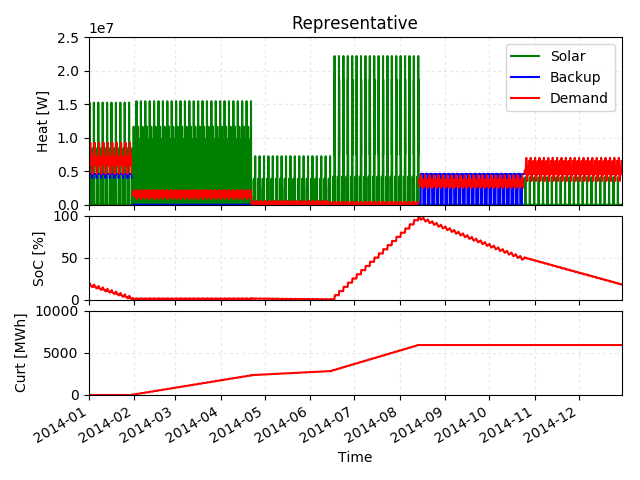 Representative
1e7
2.5
2.0
1.5
1.0
0.5
0.0
Heat [W]
Solar
Backup
Demand
100
50
0
SoC [%]
10000
5000
0
Curt [MWh]
2014-01
2014-02
2014-03
2014-04
2014-05
2014-06
2014-07
2014-08
2014-09
2014-10
2014-11
2014-12
Time